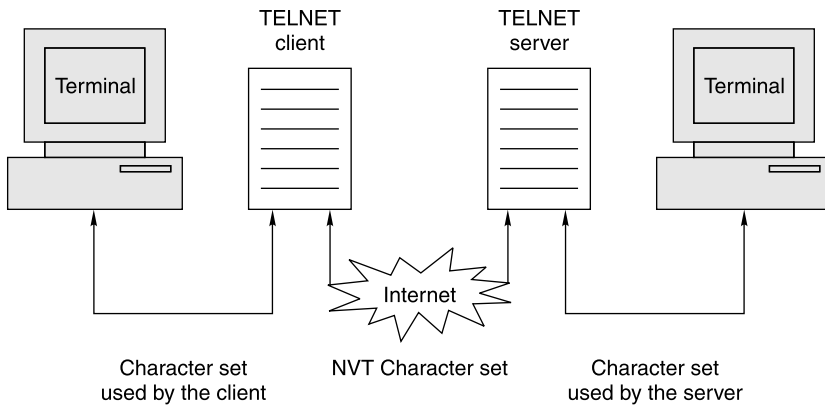 TELNET
client
TELNET
server
Terminal
Terminal
Internet
Character set
used by the client
NVT Character set
Character set
used by the server